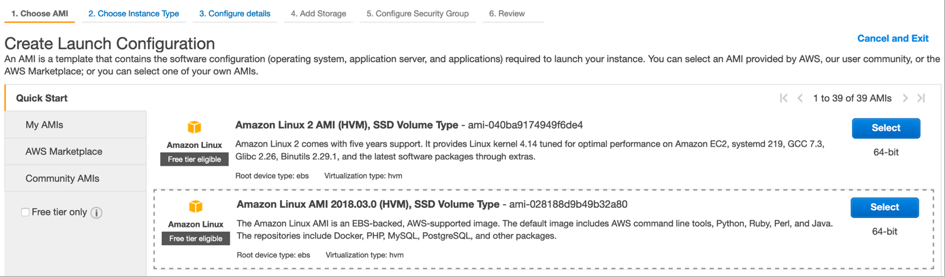 1. Choose AMI 2. Choose Instance Type 3. Configure details 4. Add Storage 5. Configure Security Group 6. Review
Create Launch Configuration
Cancel and Exit
An AMI is a template that contains the software configuration (operating system, application server, and applications) required to launch your instance. You can select an AMI provided by AWS, our user community, or the
AWS Marketplace; or you can select one of your own AMIs.
Quick Start
1 to 39 of 39 AMIs
My AMIs
AWS Marketplace
Community AMIs
Free tier only
Amazon Linux
Free tier eligible
Amazon Linux 2 AMI (HVM), SSD Volume Type - ami-040ba9174949f6de4
Amazon Linux 2 comes with five years support. It provides Linux kernel 4.14 tuned for optimal performance on Amazon EC2, systemd 219, GCC 7.3,
Glibc 2.26, Binutils 2.29.1, and the latest software packages through extras.
Root device type: ebs Virtualization type: hvm
Select
64-bit
Amazon Linux
Free tier eligible
Amazon Linux AMI 2018.03.0 (HVM), SSD Volume Type - ami-028188d9b49b32a80
The Amazon Linux AMI is an EBS-backed, AWS-supported image. The default image includes AWS command line tools, Python, Ruby, Perl, and Java.
The repositories include Docker, PHP, MySQL, PostgreSQL, and other packages.
Root device type: ebs Virtualization type: hvm
Select
64-bit